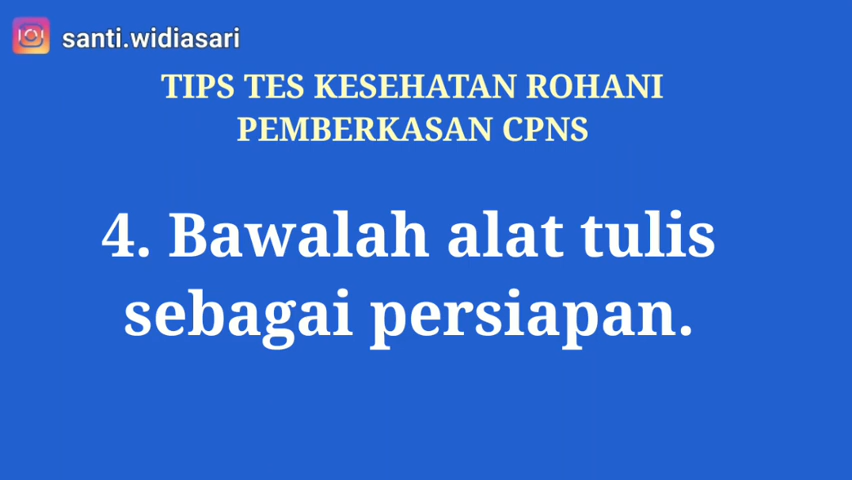 santi.widiasari
TIPS TES KESEHATAN ROHANI
PEMBERKASAN CPNS
4. Bawalah alat tulis
sebagai persiapan.